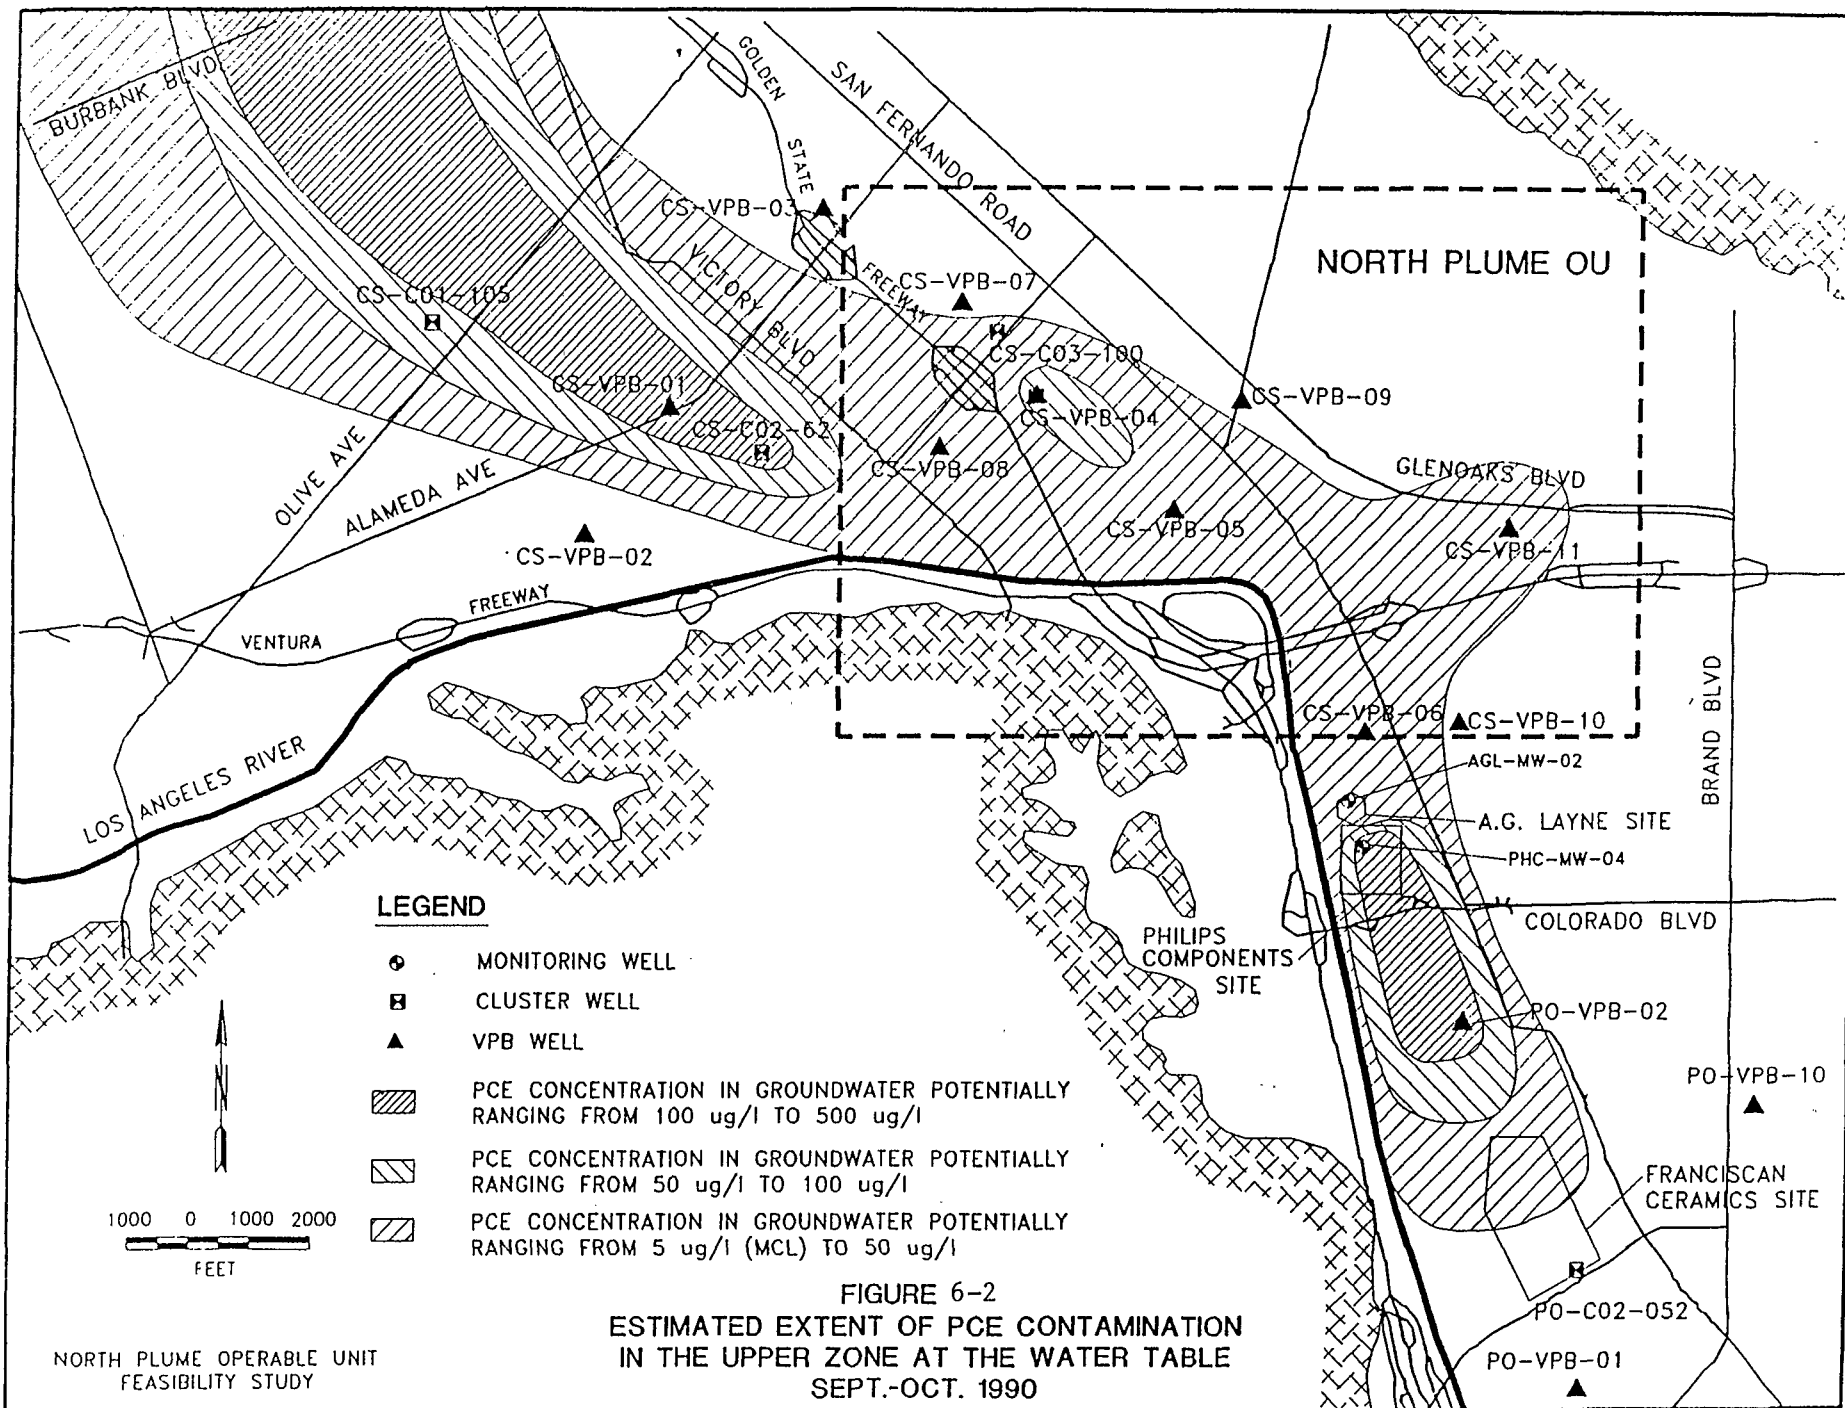 BURBANK BLVD
GOLDEN
STATE
FREEWAY
SAN FERNANDO ROAD
CS-VPB-03
VICTORY BLVD
CS-VPB-07
NORTH PLUME OU
CS-C01-105
CS-C03-100
CS-VPB-01
CS-VPB-04
CS-VPB-09
CS-C02-62
CS-VPB-08
OLIVE AVE
ALAMEDA AVE
GLENOAKS BLVD
CS-VPB-05
CS-VPB-02
CS-VPB-11
VENTURA
FREEWAY
CS-VPB-06
CS-VPB-10
BRAND BLVD
AGL-MW-02
LOS ANGELES RIVER
A.G. LAYNE SITE
PHC-MW-04
COLORADO BLVD
PHILIPS
COMPONENTS
SITE
PO-VPB-02
PO-VPB-10
FRANCISCAN
CERAMICS SITE
PO-C02-052
PO-VPB-01
LEGEND
MONITORING WELL
CLUSTER WELL
VPB WELL
PCE CONCENTRATION IN GROUNDWATER POTENTIALLY
RANGING FROM 100 ug/l TO 500 ug/l
PCE CONCENTRATION IN GROUNDWATER POTENTIALLY
RANGING FROM 50 ug/l TO 100 ug/l
PCE CONCENTRATION IN GROUNDWATER POTENTIALLY
RANGING FROM 5 ug/l (MCL) TO 50 ug/l
N
1000 0 1000 2000
FEET
FIGURE 6-2
ESTIMATED EXTENT OF PCE CONTAMINATION
IN THE UPPER ZONE AT THE WATER TABLE
SEPT.-OCT. 1990
NORTH PLUME OPERABLE UNIT
FEASIBILITY STUDY